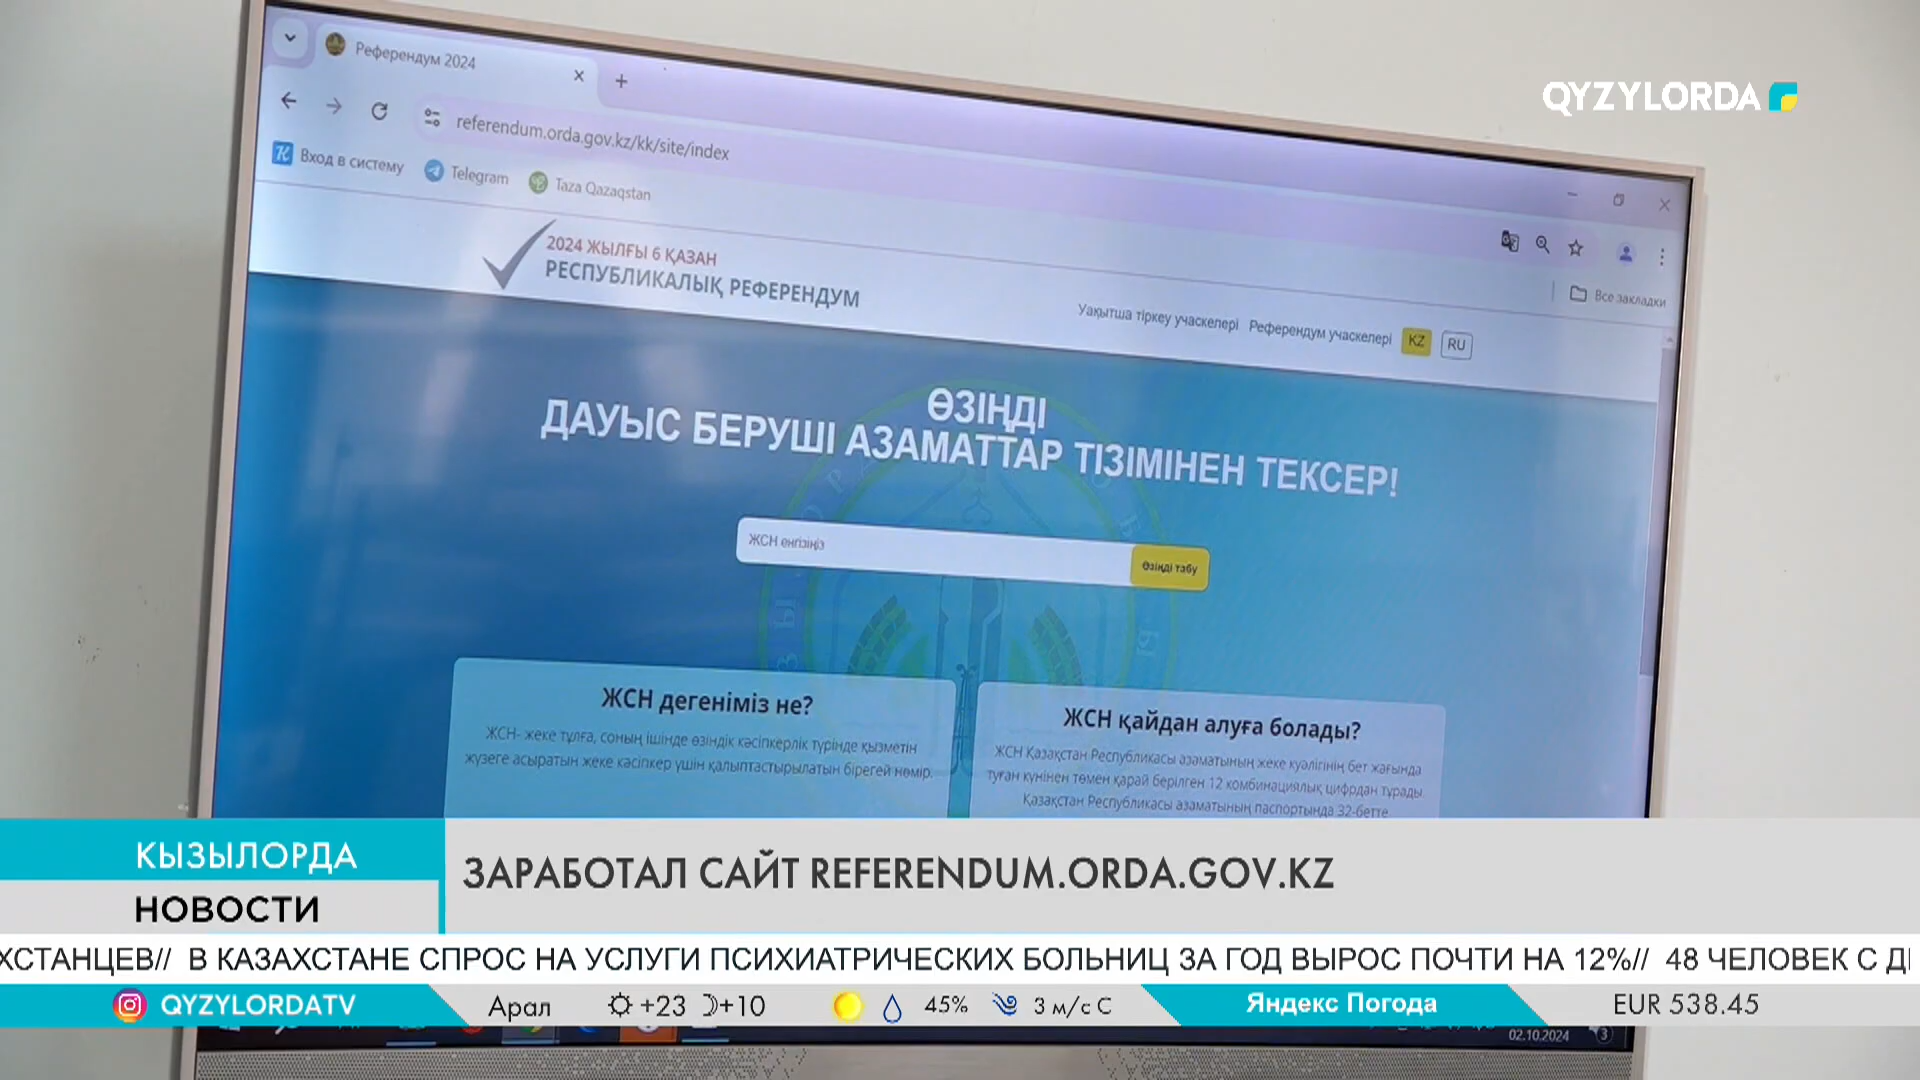 Референдум 2024
QYZYLORDA
referendum.orda.gov.kz/kk/site/index
Вход в систему Telegram Taza Qazaqstan
Все закладки
2024 ЖЫЛҒЫ 6 ҚАЗАН
РЕСПУБЛИКАЛЫҚ РЕФЕРЕНДУМ
Уақытша тіркеу учаскелері Референдум учаскелері KZ RU
ӨЗІҢДІ
ДАУЫС БЕРУШІ АЗАМАТТАР ТІЗІМІНЕН ТЕКСЕР!
ЖСН енгізіңіз Өзіңді табу
ЖСН дегеніміз не?
ЖСН- жеке тұлға, соның ішінде өзіндік кәсіпкерлік түрінде қызметін
жүзеге асыратын жеке кәсіпкер үшін қалыптастырылатын бірегей нөмір.
ЖСН қайдан алуға болады?
ЖСН Қазақстан Республикасы азаматының жеке куәлігінің бет жағында
туған күнінен төмен қарай берілген 12 комбинациялық цифрдан тұрады.
Қазақстан Республикасы азаматының паспортында 32-бетте
КЫЗЫЛОРДА
НОВОСТИ
ЗАРАБОТАЛ САЙТ REFERENDUM.ORDA.GOV.KZ
ХСТАНЦЕВ// В КАЗАХСТАНЕ СПРОС НА УСЛУГИ ПСИХИАТРИЧЕСКИХ БОЛЬНИЦ ЗА ГОД ВЫРОС ПОЧТИ НА 12%// 48 ЧЕЛОВЕК С
QYZYLORDATV Арал +23 +10 45% 3 м/с С Яндекс Погода EUR 538.45
02.10.2024 3